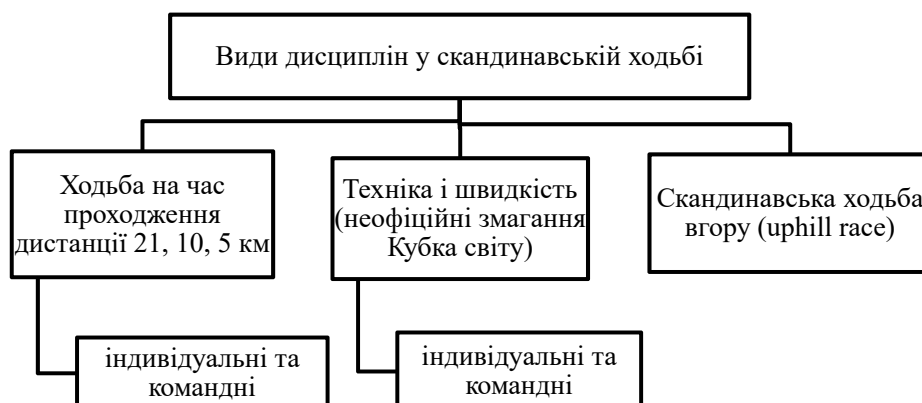 Види дисциплін у скандинавській ходьбі
Ходьба на час
проходження
дистанції 21, 10, 5 км
Техніка і швидкість
(неофіційні змагання
Кубка світу)
Скандинавська ходьба
вгору (uphill race)
індивідуальні та
командні
індивідуальні та
командні